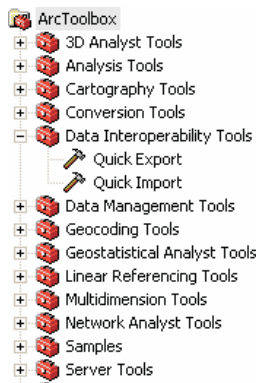 ArcToolbox
3D Analyst Tools
Analysis Tools
Cartography Tools
Conversion Tools
Data Interoperability Tools
Quick Export
Quick Import
Data Management Tools
Geocoding Tools
Geostatistical Analyst Tools
Linear Referencing Tools
Multidimension Tools
Network Analyst Tools
Samples
Server Tools